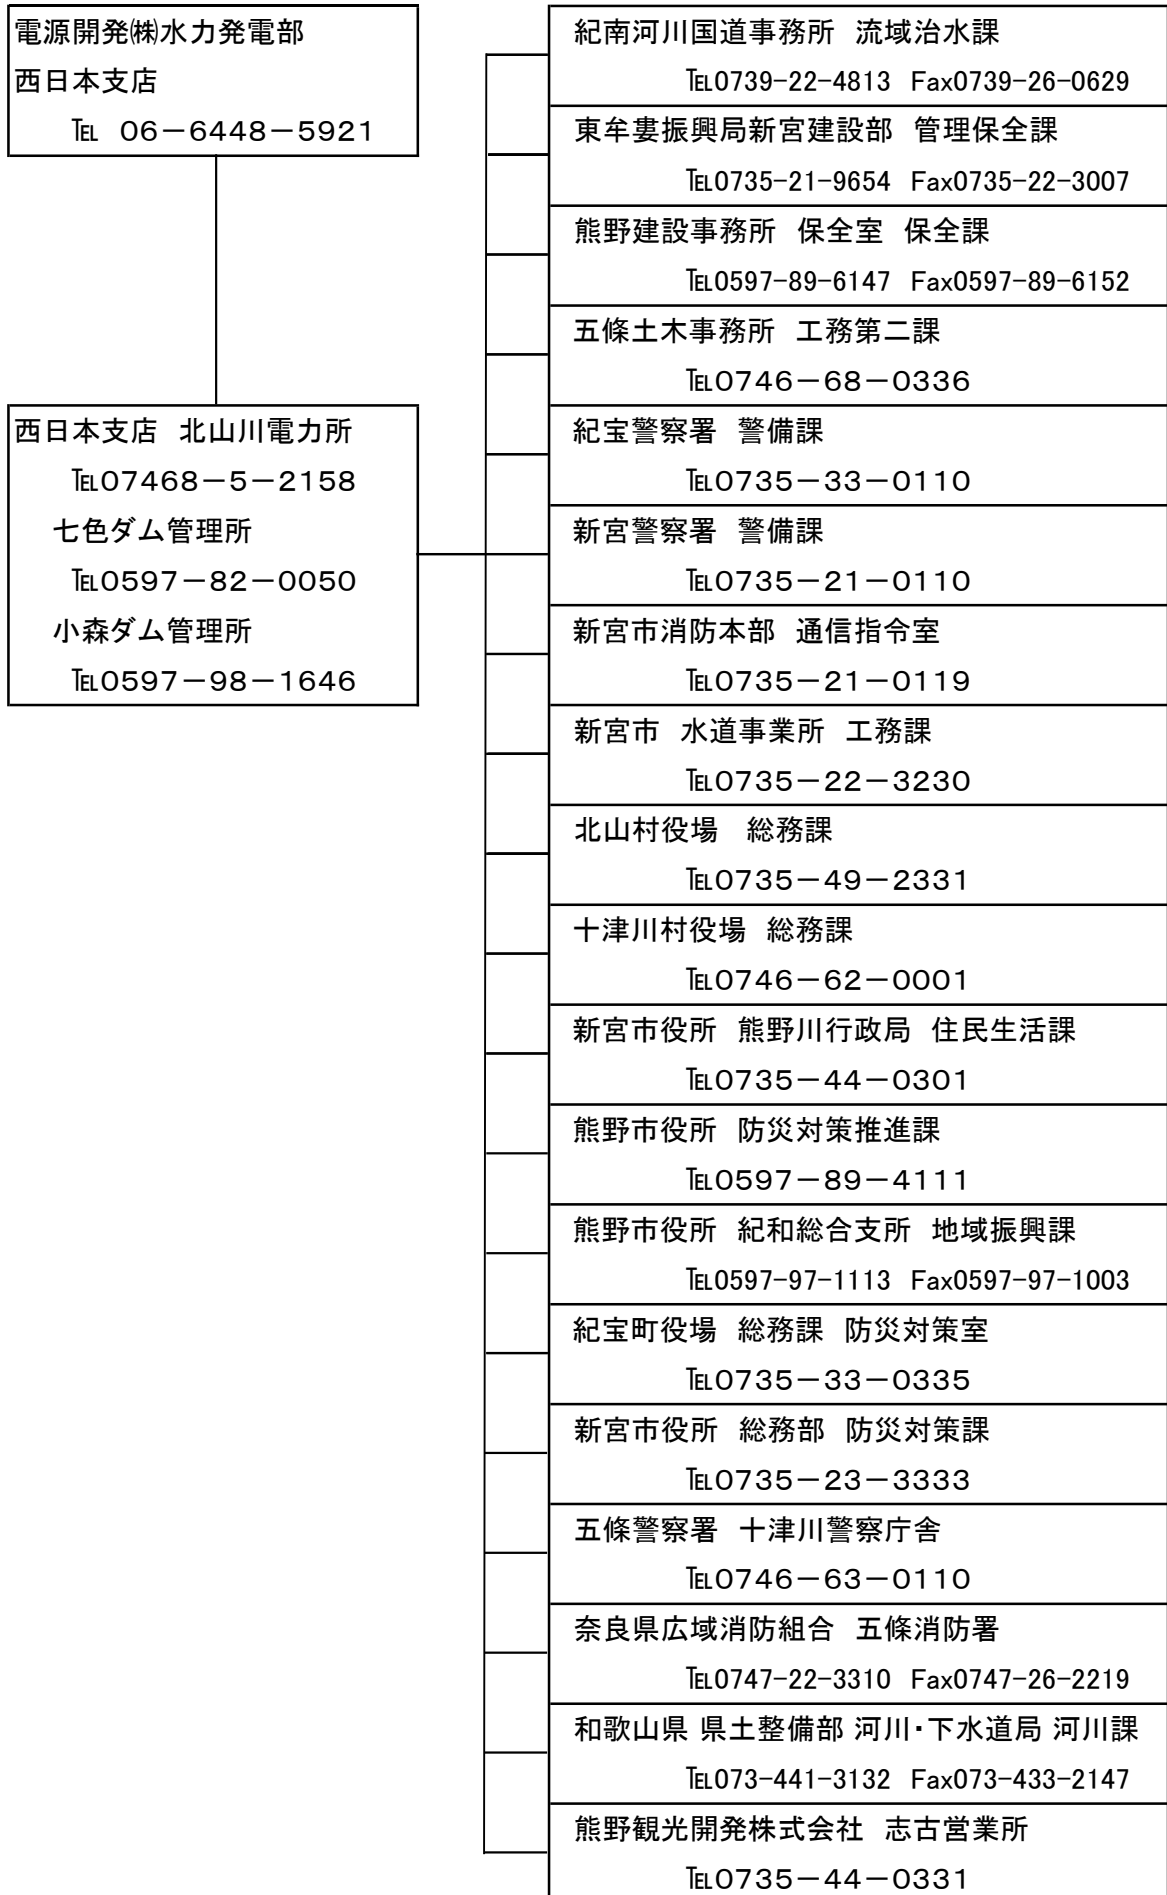 電源開発㈱水力発電部
西日本支店
℡ 06－6448－5921
西日本支店 北山川電力所
℡07468－5－2158
七色ダム管理所
℡0597－82－0050
小森ダム管理所
℡0597－98－1646
紀南河川国道事務所 流域治水課
℡0739-22-4813 Fax0739-26-0629
東牟婁振興局新宮建設部 管理保全課
℡0735-21-9654 Fax0735-22-3007
熊野建設事務所 保全室 保全課
℡0597-89-6147 Fax0597-89-6152
五條土木事務所 工務第二課
℡0746－68－0336
紀宝警察署 警備課
℡0735－33－0110
新宮警察署 警備課
℡0735－21－0110
新宮市消防本部 通信指令室
℡0735－21－0119
新宮市 水道事業所 工務課
℡0735－22－3230
北山村役場 総務課
℡0735－49－2331
十津川村役場 総務課
℡0746－62－0001
新宮市役所 熊野川行政局 住民生活課
℡0735－44－0301
熊野市役所 防災対策推進課
℡0597－89－4111
熊野市役所 紀和総合支所 地域振興課
℡0597-97-1113 Fax0597-97-1003
紀宝町役場 総務課 防災対策室
℡0735－33－0335
新宮市役所 総務部 防災対策課
℡0735－23－3333
五條警察署 十津川警察庁舎
℡0746－63－0110
奈良県広域消防組合 五條消防署
℡0747-22-3310 Fax0747-26-2219
和歌山県 県土整備部 河川・下水道局 河川課
℡073-441-3132 Fax073-433-2147
熊野観光開発株式会社 志古営業所
℡0735－44－0331